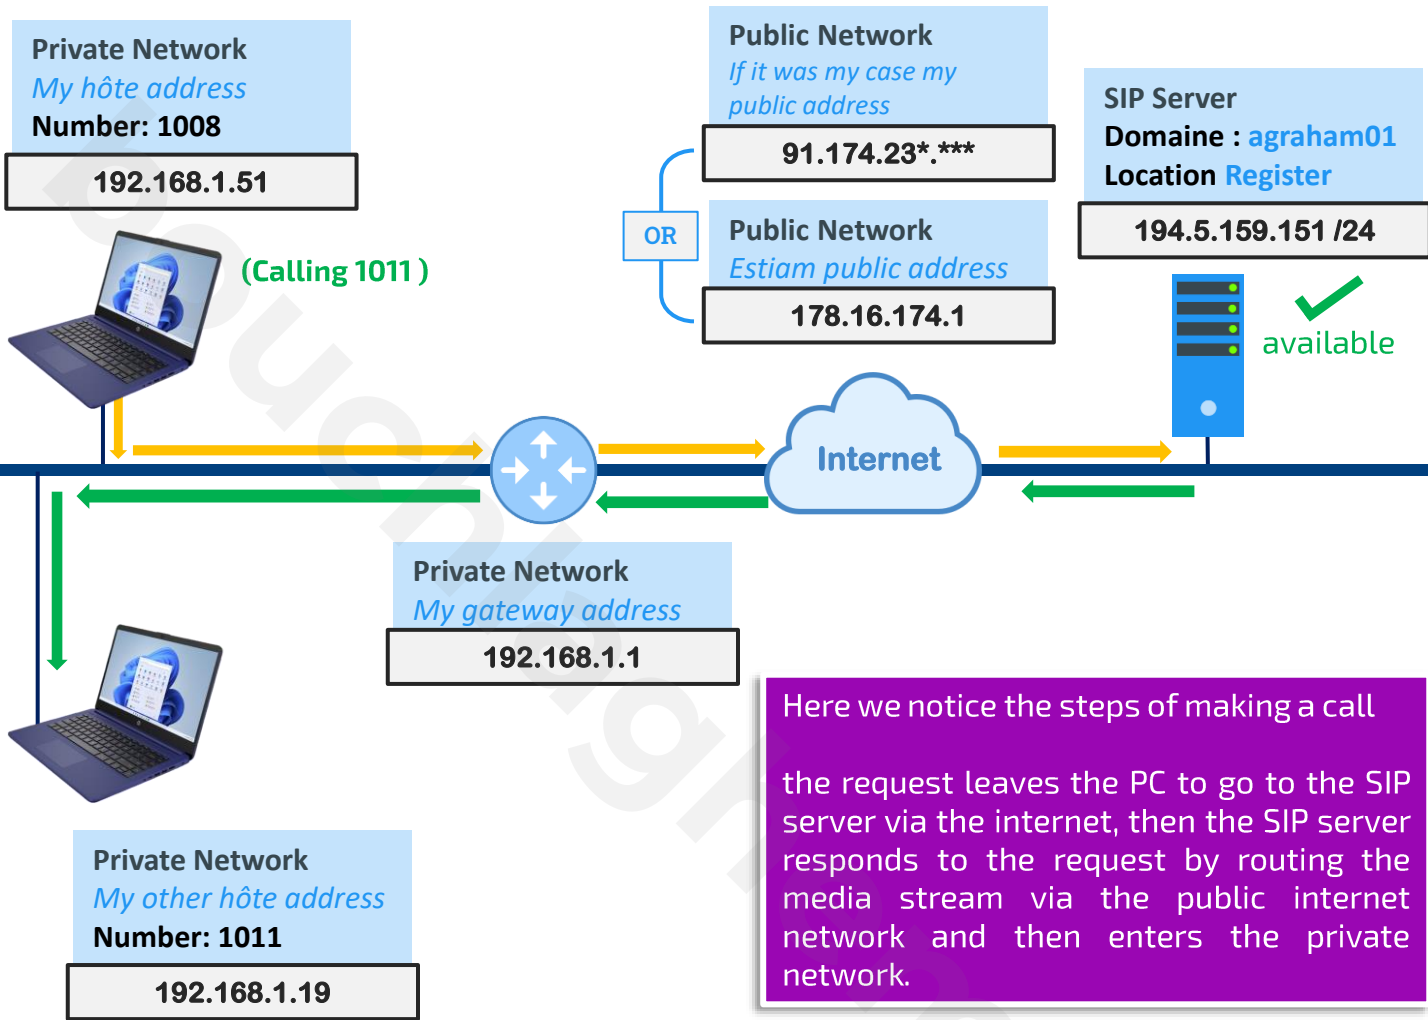 Private Network
My hôte address
Number: 1008
192.168.1.51
(Calling 1011 )
Public Network
If it was my case my
public address
91.174.23*.***
OR
Public Network
Estiam public address
178.16.174.1
SIP Server
Domaine : agraham01
Location Register
194.5.159.151 /24
available
Internet
Private Network
My gateway address
192.168.1.1
Private Network
My other hôte address
Number: 1011
192.168.1.19
Here we notice the steps of making a call
the request leaves the PC to go to the SIP
server via the internet, then the SIP server
responds to the request by routing the
media stream via the public internet
network and then enters the private
network.